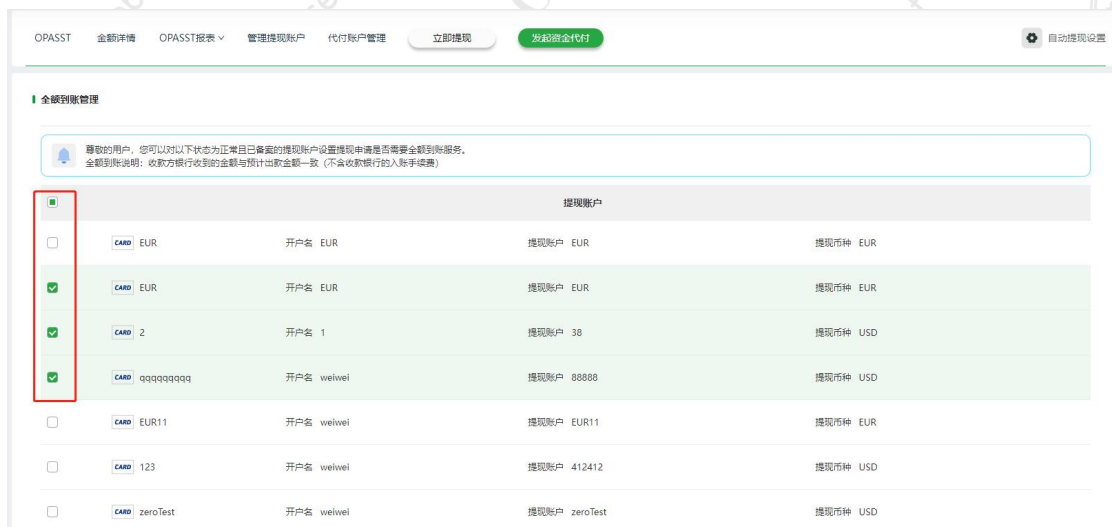 OPASST 金额详情 OPASST报表 管理提现账户 代付账户管理 立即提现 发起资金代付 自动提现设置
全额到账管理
尊敬的用户，您可以对以下状态为正常且已备案的提现账户设置提现申请是否需要全额到账服务。
全额到账说明：收款方银行收到的金额与预计出款金额一致（不含收款银行的入账手续费）
提现账户
CARD EUR 开户名 EUR 提现账户 EUR 提现币种 EUR
CARD EUR 开户名 EUR 提现账户 EUR 提现币种 EUR
CARD 2 开户名 1 提现账户 38 提现币种 USD
CARD qqqqqqqqq 开户名 weiwei 提现账户 88888 提现币种 USD
CARD EUR11 开户名 weiwei 提现账户 EUR11 提现币种 EUR
CARD 123 开户名 weiwei 提现账户 412412 提现币种 USD
CARD zeroTest 开户名 weiwei 提现账户 zeroTest 提现币种 USD